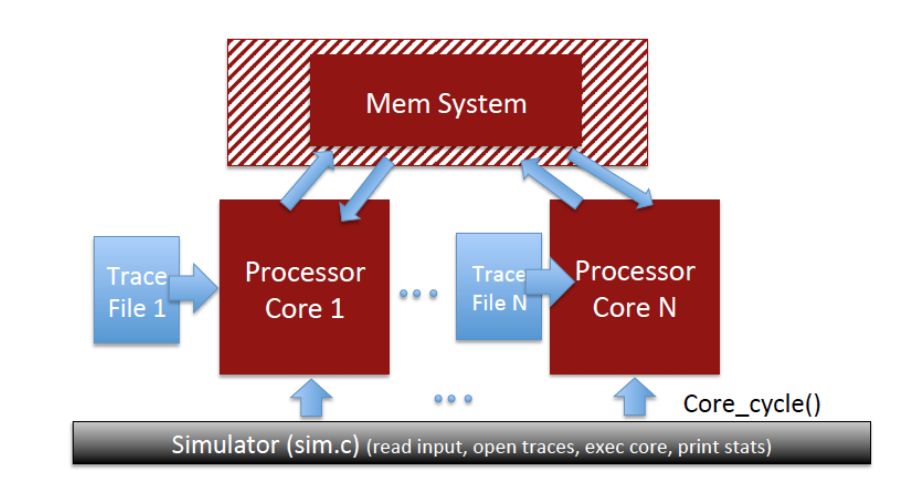 Mem System
Trace
File 1
Processor
Core 1
Trace
File N
Processor
Core N
Core_cycle()
Simulator (sim.c) (read input, open traces, exec core, print stats)